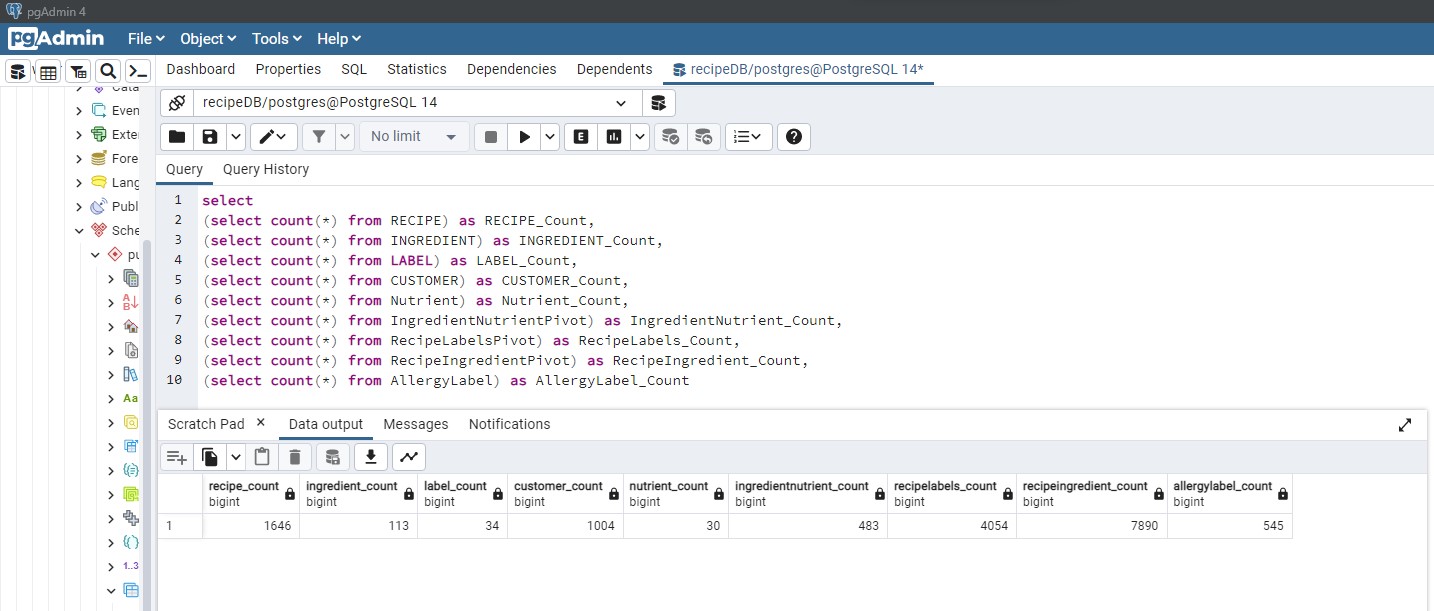 pgAdmin 4
pgAdmin File Object Tools Help
Dashboard Properties SQL Statistics Dependencies Dependents recipeDB/postgres@PostgreSQL 14*
Cata
Even
Exte
Fore
Lang
Publ
Sche
pu
Aa
1..3
recipeDB/postgres@PostgreSQL 14
No limit
E
Query Query History
1 select
2 (select count(*) from RECIPE) as RECIPE_Count,
3 (select count(*) from INGREDIENT) as INGREDIENT_Count,
4 (select count(*) from LABEL) as LABEL_Count,
5 (select count(*) from CUSTOMER) as CUSTOMER_Count,
6 (select count(*) from Nutrient) as Nutrient_Count,
7 (select count(*) from IngredientNutrientPivot) as IngredientNutrient_Count,
8 (select count(*) from RecipeLabelsPivot) as RecipeLabels_Count,
9 (select count(*) from RecipeIngredientPivot) as RecipeIngredient_Count,
10 (select count(*) from AllergyLabel) as AllergyLabel_Count
Scratch Pad × Data output Messages Notifications
recipe_count ingredient_count label_count customer_count nutrient_count ingredientnutrient_count recipelabels_count recipeingredient_count allergylabel_count
bigint bigint bigint bigint bigint bigint bigint bigint bigint
1 1646 113 34 1004 30 483 4054 7890 545